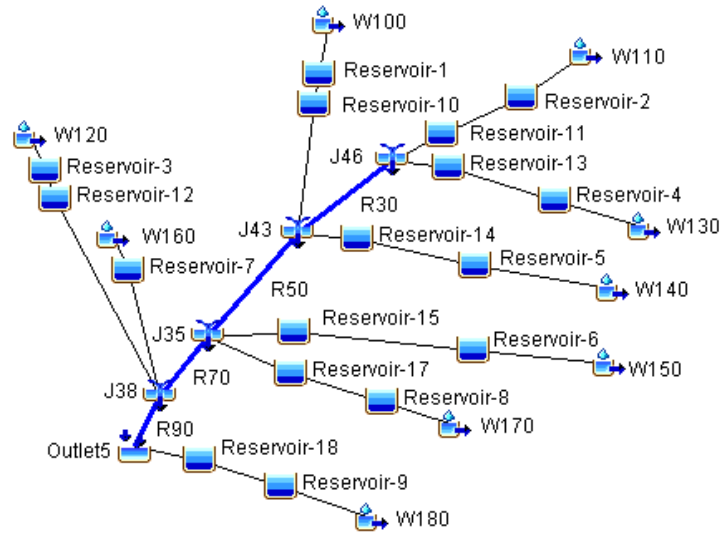 W100
W110
Reservoir-1
Reservoir-2
Reservoir-10
W120
Reservoir-11
J46
Reservoir-3
Reservoir-13
Reservoir-12
Reservoir-4
R30
W130
J43
W160
Reservoir-14
Reservoir-7
Reservoir-5
R50
W140
Reservoir-15
J35
Reservoir-6
Reservoir-17
W150
R70
J38
Reservoir-8
R90
W170
Outlet5
Reservoir-18
Reservoir-9
W180